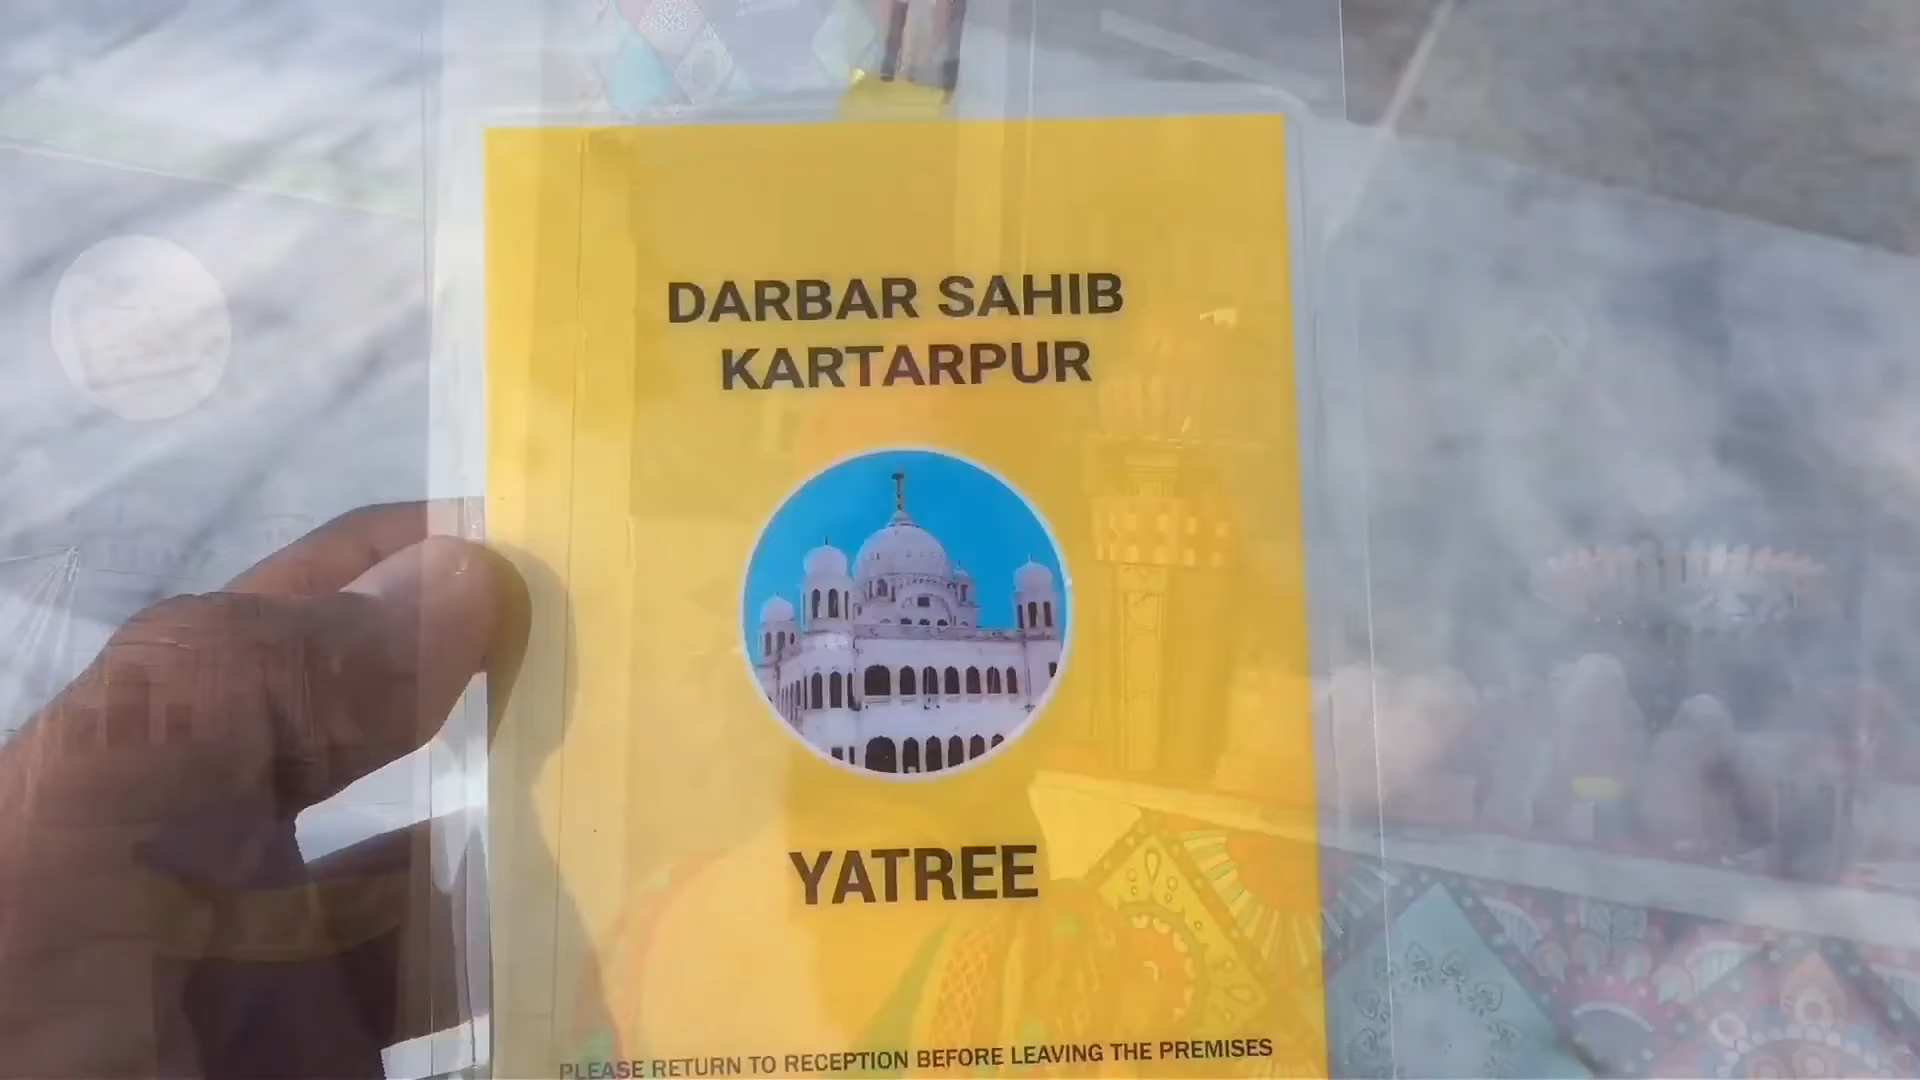 DARBAR SAHIB
KARTARPUR
YATREE
PLEASE RETURN TO RECEPTION BEFORE LEAVING THE PREMISES